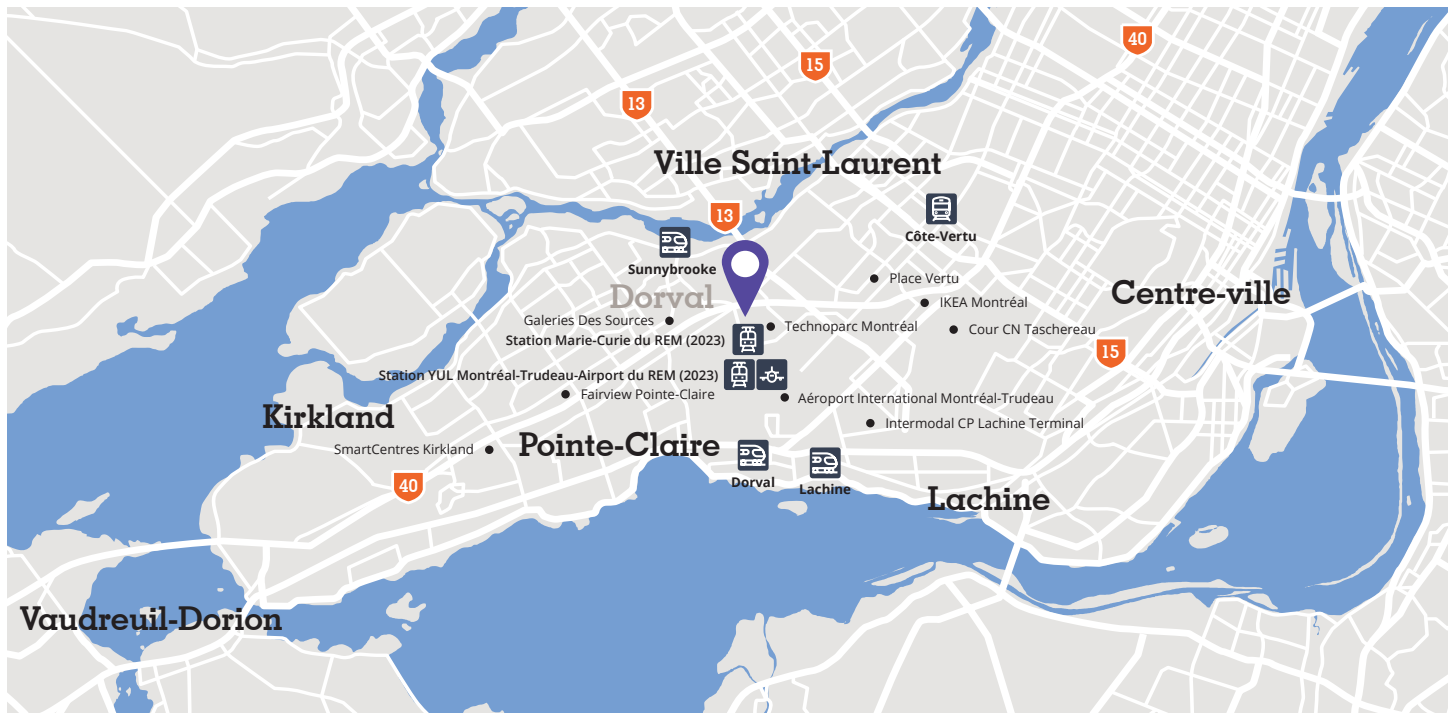 40
15
13
Ville Saint-Laurent
13
Côte-Vertu
Sunnybrooke
Place Vertu
Dorval
Centre-ville
IKEA Montréal
Galeries Des Sources
Technoparc Montréal
Cour CN Taschereau
Station Marie-Curie du REM (2023)
15
Station YUL Montréal-Trudeau-Airport du REM (2023)
Fairview Pointe-Claire
Aéroport International Montréal-Trudeau
Kirkland
Intermodal CP Lachine Terminal
SmartCentres Kirkland
Pointe-Claire
Dorval
Lachine
40
Lachine
Vaudreuil-Dorion